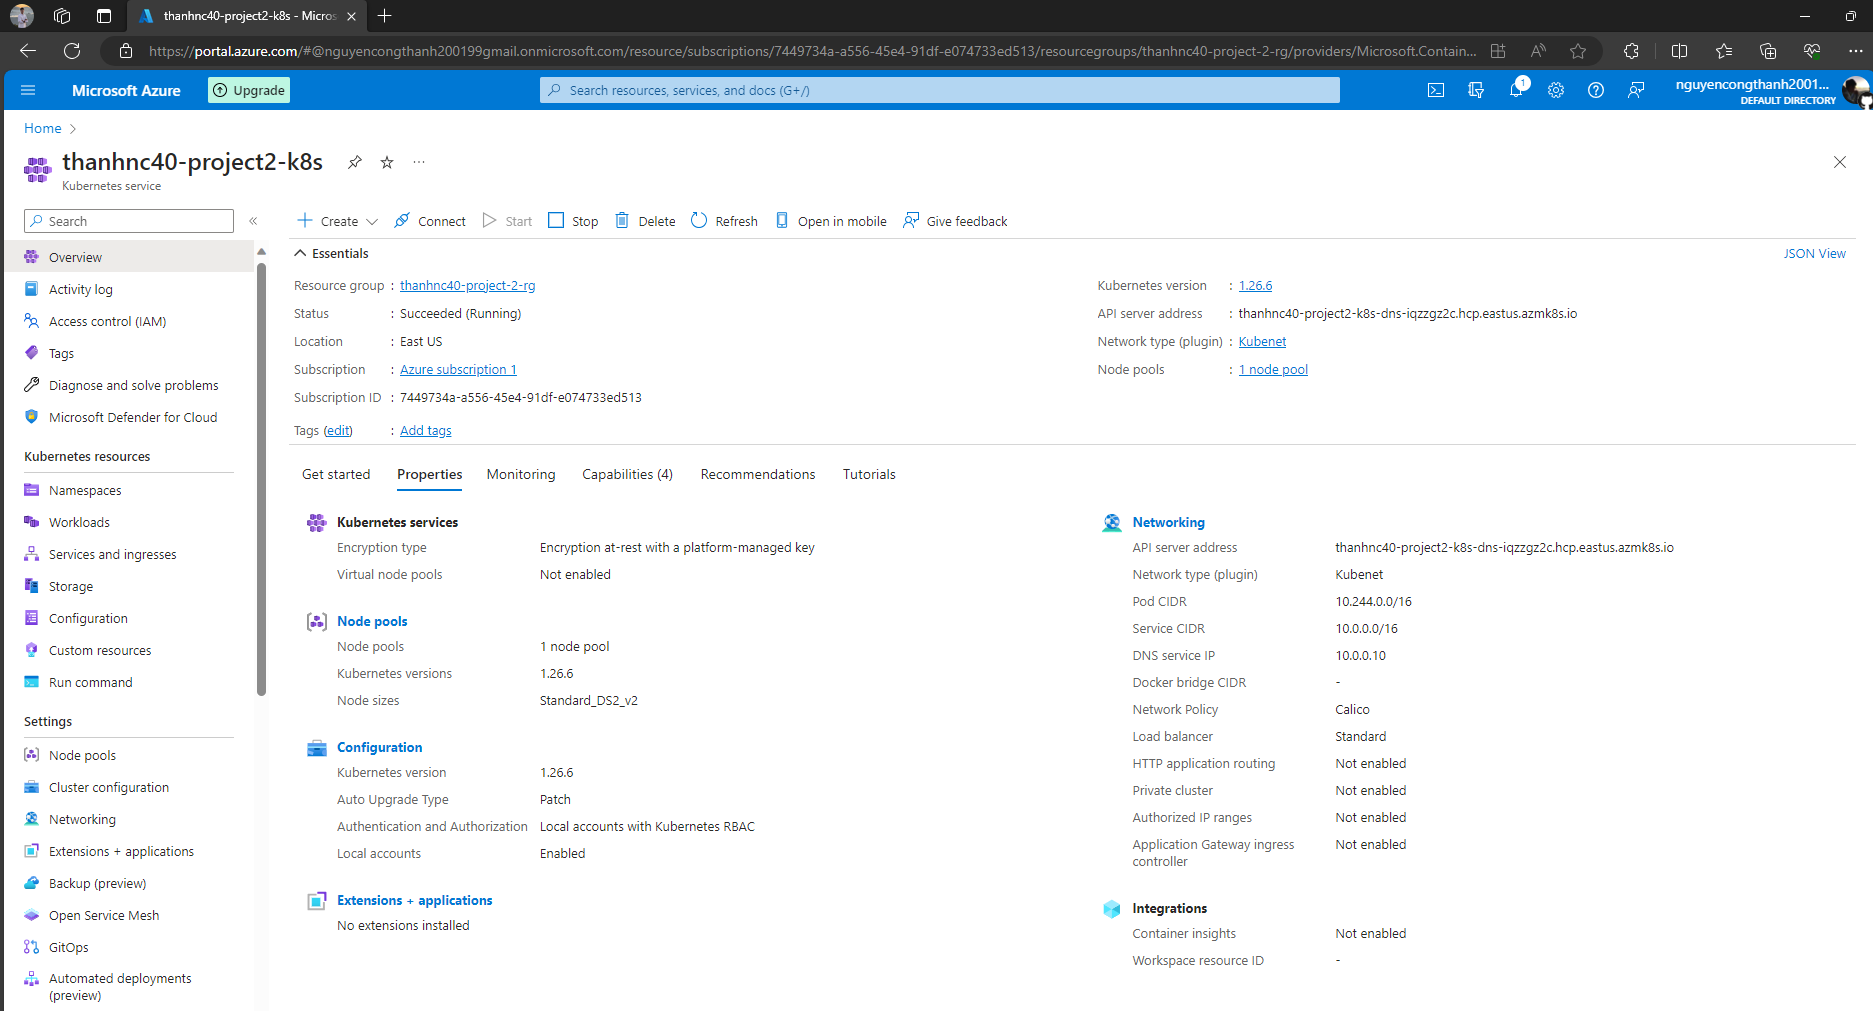 thanhnc40-project2-k8s - Micros
https://portal.azure.com/#@nguyencongthanh200199gmail.onmicrosoft.com/resource/subscriptions/7449734a-a556-45e4-91df-e074733ed513/resourcegroups/thanhnc40-project-2-rg/providers/Microsoft.Contain...
Microsoft Azure
Upgrade
Search resources, services, and docs (G+/)
1
nguyencongthanh2001...
DEFAULT DIRECTORY
Home
thanhnc40-project2-k8s
Kubernetes service
Search
Create
Connect
Start
Stop
Delete
Refresh
Open in mobile
Give feedback
Overview
Activity log
Access control (IAM)
Tags
Diagnose and solve problems
Microsoft Defender for Cloud
Kubernetes resources
Namespaces
Workloads
Services and ingresses
Storage
Configuration
Custom resources
Run command
Settings
Node pools
Cluster configuration
Networking
Extensions + applications
Backup (preview)
Open Service Mesh
GitOps
Automated deployments
(preview)
Essentials
JSON View
Resource group : thanhnc40-project-2-rg
Status : Succeeded (Running)
Location : East US
Subscription : Azure subscription 1
Subscription ID : 7449734a-a556-45e4-91df-e074733ed513
Tags (edit) : Add tags
Kubernetes version : 1.26.6
API server address : thanhnc40-project2-k8s-dns-iqzzgz2c.hcp.eastus.azmk8s.io
Network type (plugin) : Kubenet
Node pools : 1 node pool
Get started
Properties
Monitoring
Capabilities (4)
Recommendations
Tutorials
Kubernetes services
Encryption type Encryption at-rest with a platform-managed key
Virtual node pools Not enabled
Node pools
Node pools 1 node pool
Kubernetes versions 1.26.6
Node sizes Standard_DS2_v2
Configuration
Kubernetes version 1.26.6
Auto Upgrade Type Patch
Authentication and Authorization Local accounts with Kubernetes RBAC
Local accounts Enabled
Extensions + applications
No extensions installed
Networking
API server address thanhnc40-project2-k8s-dns-iqzzgz2c.hcp.eastus.azmk8s.io
Network type (plugin) Kubenet
Pod CIDR 10.244.0.0/16
Service CIDR 10.0.0.0/16
DNS service IP 10.0.0.10
Docker bridge CIDR -
Network Policy Calico
Load balancer Standard
HTTP application routing Not enabled
Private cluster Not enabled
Authorized IP ranges Not enabled
Application Gateway ingress Not enabled
controller
Integrations
Container insights Not enabled
Workspace resource ID -